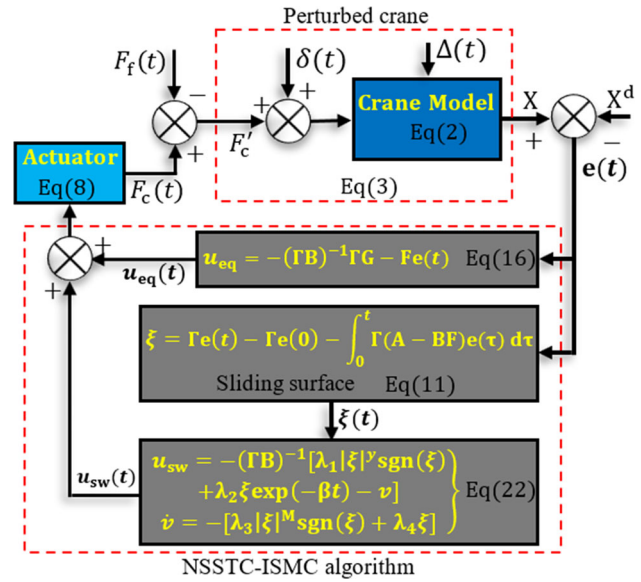 Perturbed crane
F_f(t)
δ(t)
Δ(t)
−
+
+
Crane Model
Eq(2)
X
X^d
+
−
F_c′
+
Actuator
Eq(8)
F_c(t)
Eq(3)
e(t)
+
+
u_eq(t)
u_eq = −(ΓB)^−1ΓG − Fe(t) Eq(16)
ξ = Γe(t) − Γe(0) − ∫_0^t Γ(A − BF)e(τ) dτ
Sliding surface Eq(11)
ξ(t)
u_sw(t)
u_sw = −(ΓB)^−1[λ_1|ξ|^y sgn(ξ)
+λ_2ξexp(−βt) − v]
Eq(22)
v̇ = −[λ_3|ξ|^M sgn(ξ) + λ_4ξ]
NSSTC-ISMC algorithm